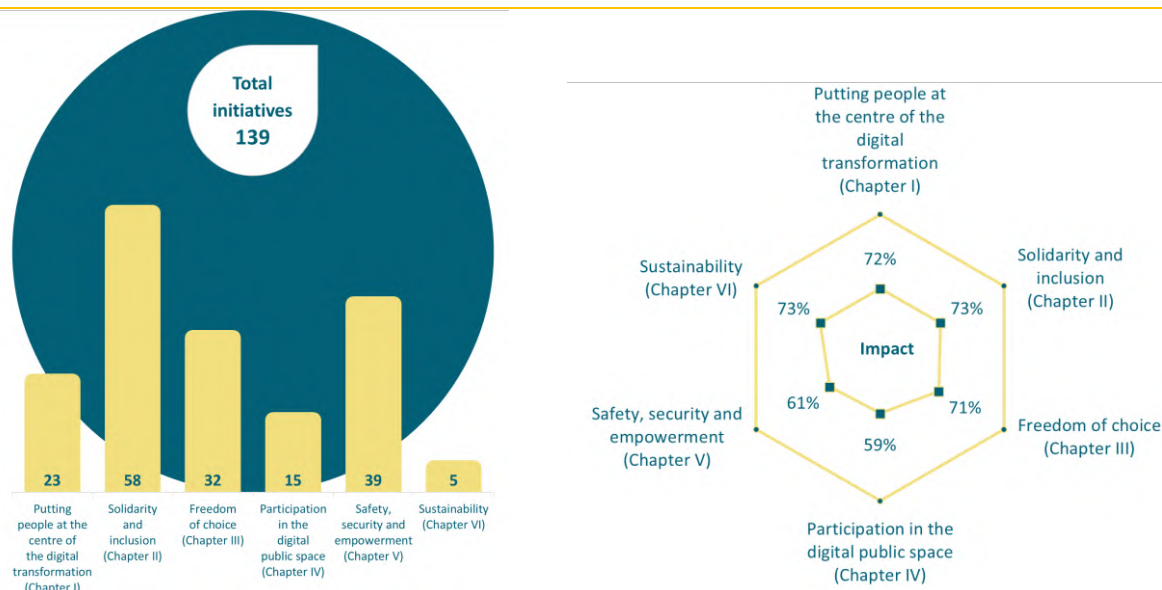 Total
initiatives
139
23
58
32
15
39
5
Putting
people at the
centre of
the digital
transformation
(Chapter I)
Solidarity
and
inclusion
(Chapter II)
Freedom
of choice
(Chapter III)
Participation
in the
digital
public space
(Chapter IV)
Safety,
security and
empowerment
(Chapter V)
Sustainability
(Chapter VI)
Putting people at
the centre of the
digital
transformation
(Chapter I)
72%
Solidarity and
inclusion
(Chapter II)
73%
Freedom of choice
(Chapter III)
71%
Participation in the
digital public space
(Chapter IV)
59%
Safety, security and
empowerment
(Chapter V)
61%
Sustainability
(Chapter VI)
73%
Impact